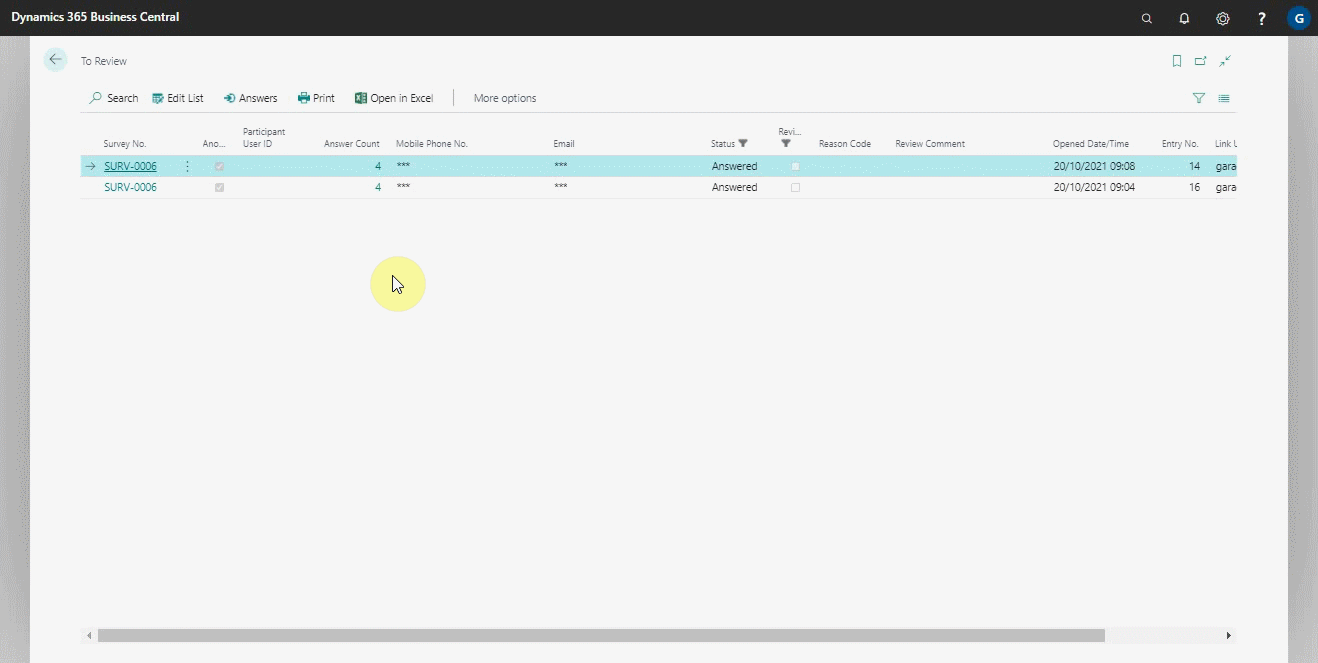 Dynamics 365 Business Central
G
To Review
Search Edit List Answers Print Open in Excel More options
Survey No. Ano... Participant User ID Answer Count Mobile Phone No. Email Status Revi... Reason Code Review Comment Opened Date/Time Entry No. Link U
SURV-0006 4 *** *** Answered 20/10/2021 09:08 14 gara
SURV-0006 4 *** *** Answered 20/10/2021 09:04 16 gara